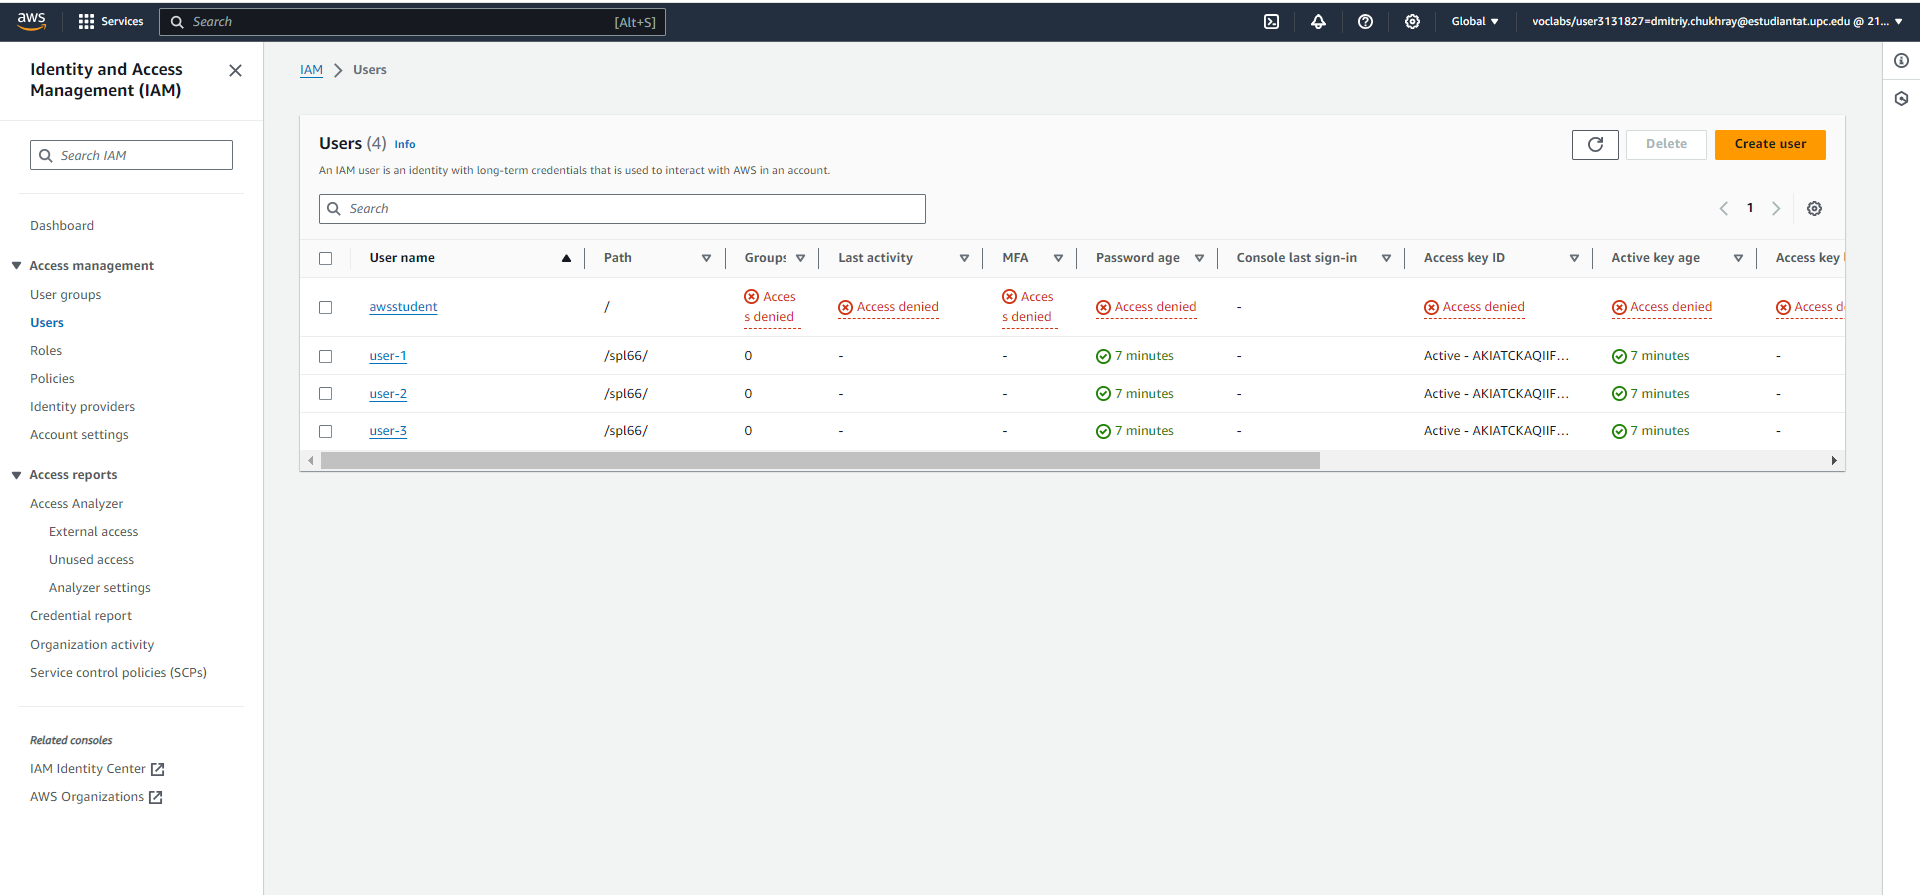 aws Services Search [Alt+S] Global voclabs/user3131827=dmitriy.chukhray@estudiantat.upc.edu @ 21...
Identity and Access
Management (IAM)
Search IAM
Dashboard
Access management
User groups
Users
Roles
Policies
Identity providers
Account settings
Access reports
Access Analyzer
External access
Unused access
Analyzer settings
Credential report
Organization activity
Service control policies (SCPs)
Related consoles
IAM Identity Center
AWS Organizations
IAM > Users
Users (4) Info
Delete
Create user
An IAM user is an identity with long-term credentials that is used to interact with AWS in an account.
Search
1
User name Path Groups Last activity MFA Password age Console last sign-in Access key ID Active key age Access key
awsstudent / Acces Access denied Acces Access denied - Access denied Access denied Access d
s denied s denied
user-1 /spl66/ 0 - - 7 minutes - Active - AKIATCKAQIIF... 7 minutes -
user-2 /spl66/ 0 - - 7 minutes - Active - AKIATCKAQIIF... 7 minutes -
user-3 /spl66/ 0 - - 7 minutes - Active - AKIATCKAQIIF... 7 minutes -